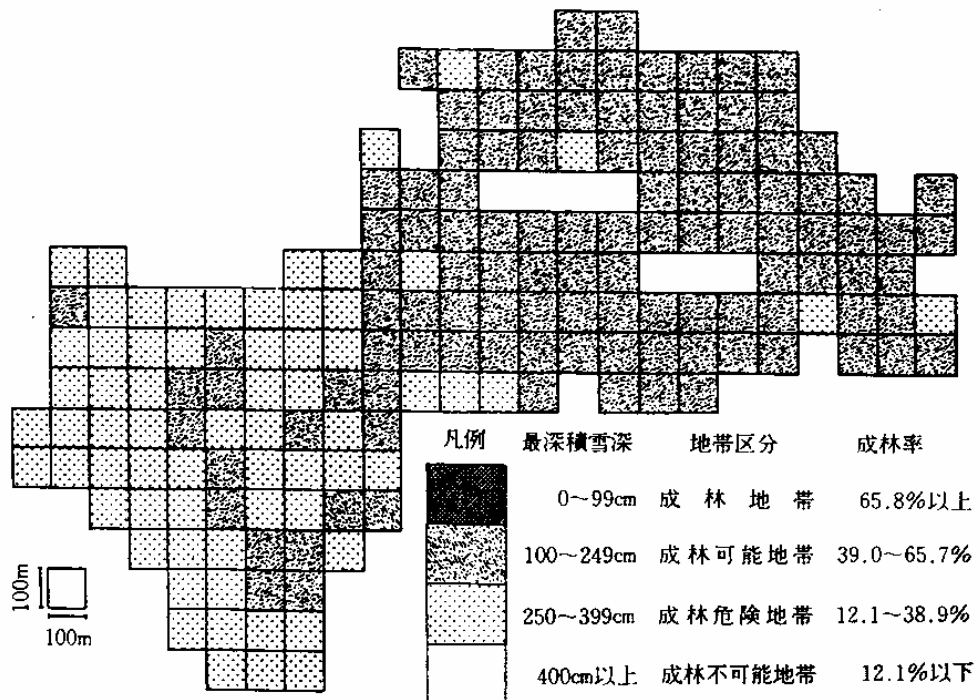 凡例 最深積雪深 地帯区分 成林率
0～99cm 成林地帯 65.8%以上
100～249cm 成林可能地帯 39.0～65.7%
250～399cm 成林危険地帯 12.1～38.9%
400cm以上 成林不可能地帯 12.1%以下
100m
100m